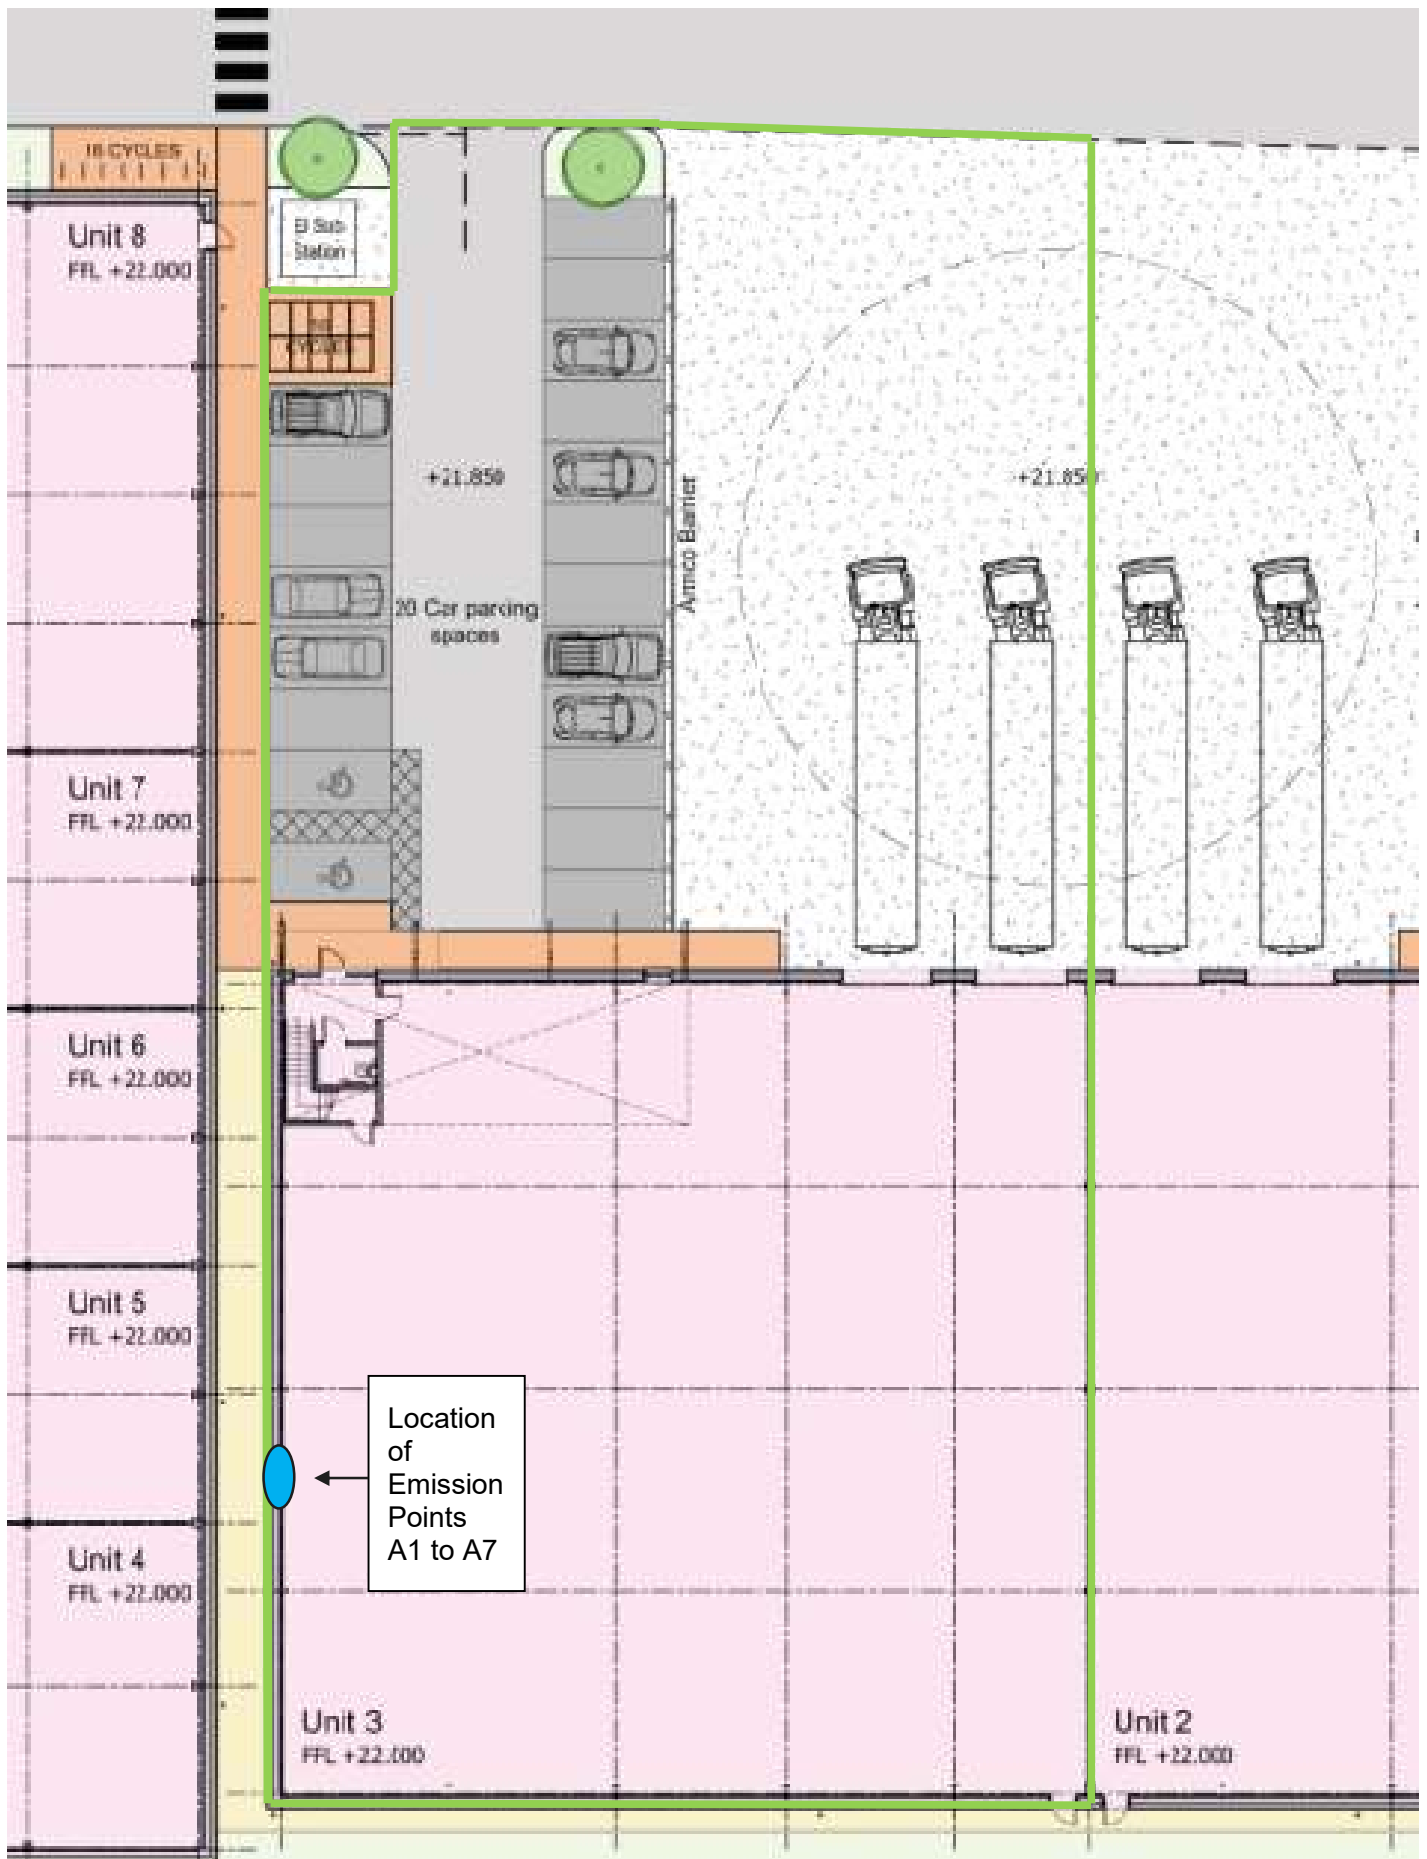 16 CYCLES
Unit 8
FFL +22.000
El Sub
Station
+21.850
+21.850
Amco Barrier
20 Car parking
spaces
Unit 7
FFL +22.000
Unit 6
FFL +22.000
Unit 5
FFL +22.000
Location
of
Emission
Points
A1 to A7
Unit 4
FFL +22.000
Unit 3
FFL +22.000
Unit 2
FFL +22.000